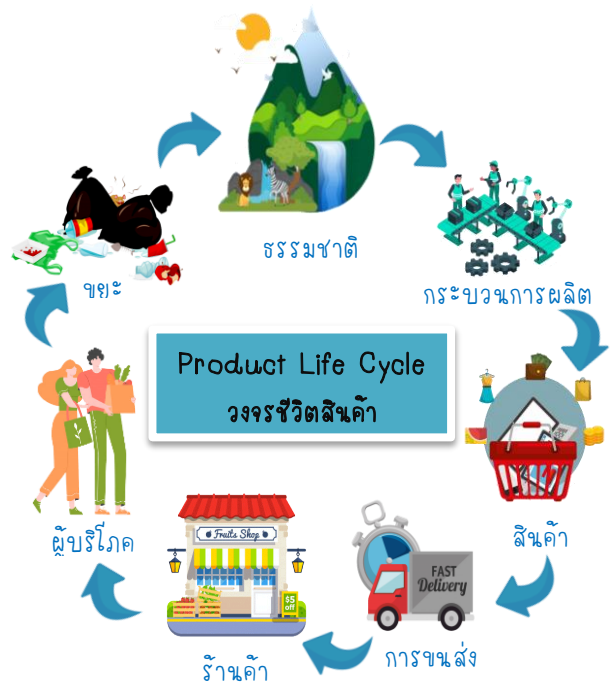 ธรรมชาติ
กระบวนการผลิต
สินค้า
การขนส่ง
ร้านค้า
ผู้บริโภค
ขยะ
Product Life Cycle
วงจรชีวิตสินค้า
Fruits Shop
$5
off
FAST
Delivery